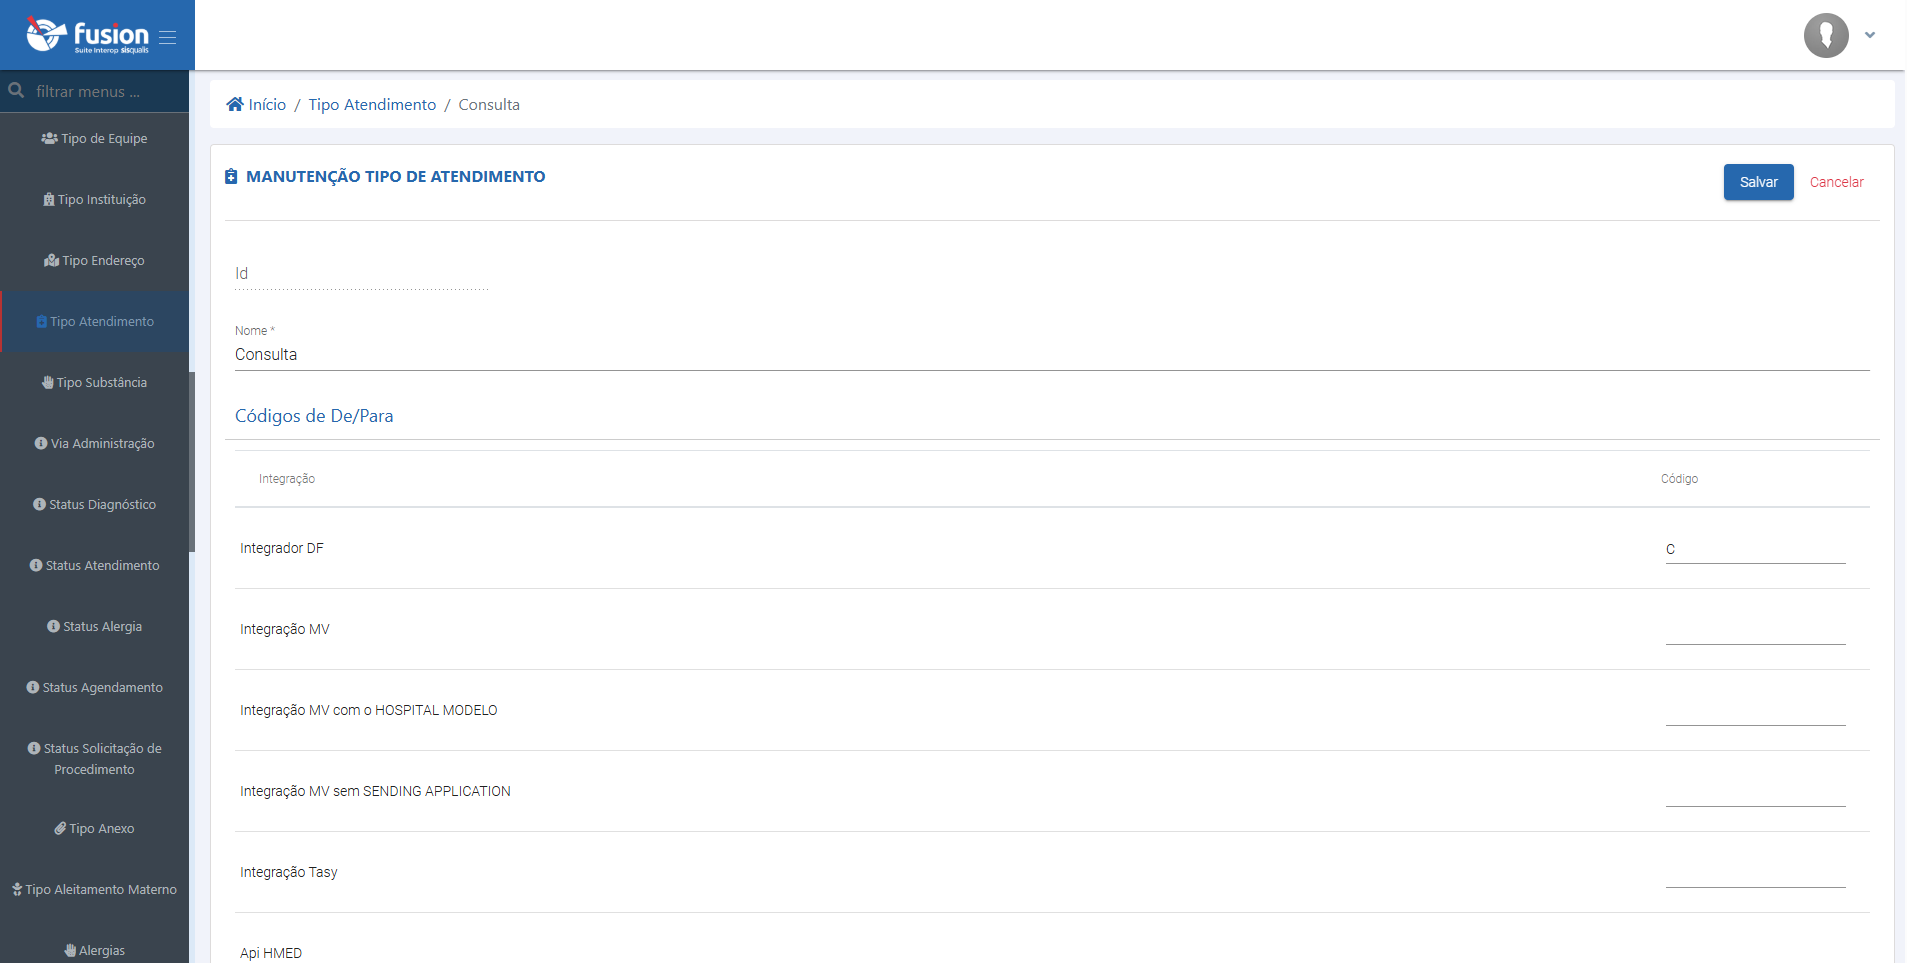 fusion
Suite Interop sisqualis
filtrar menus ...
Tipo de Equipe
Tipo Instituição
Tipo Endereço
Tipo Atendimento
Tipo Substância
Via Administração
Status Diagnóstico
Status Atendimento
Status Alergia
Status Agendamento
Status Solicitação de
Procedimento
Tipo Anexo
Tipo Aleitamento Materno
Alergias
Início / Tipo Atendimento / Consulta
MANUTENÇÃO TIPO DE ATENDIMENTO
Salvar Cancelar
Id
Nome *
Consulta
Códigos de De/Para
Integração Código
Integrador DF C
Integração MV
Integração MV com o HOSPITAL MODELO
Integração MV sem SENDING APPLICATION
Integração Tasy
Api HMED